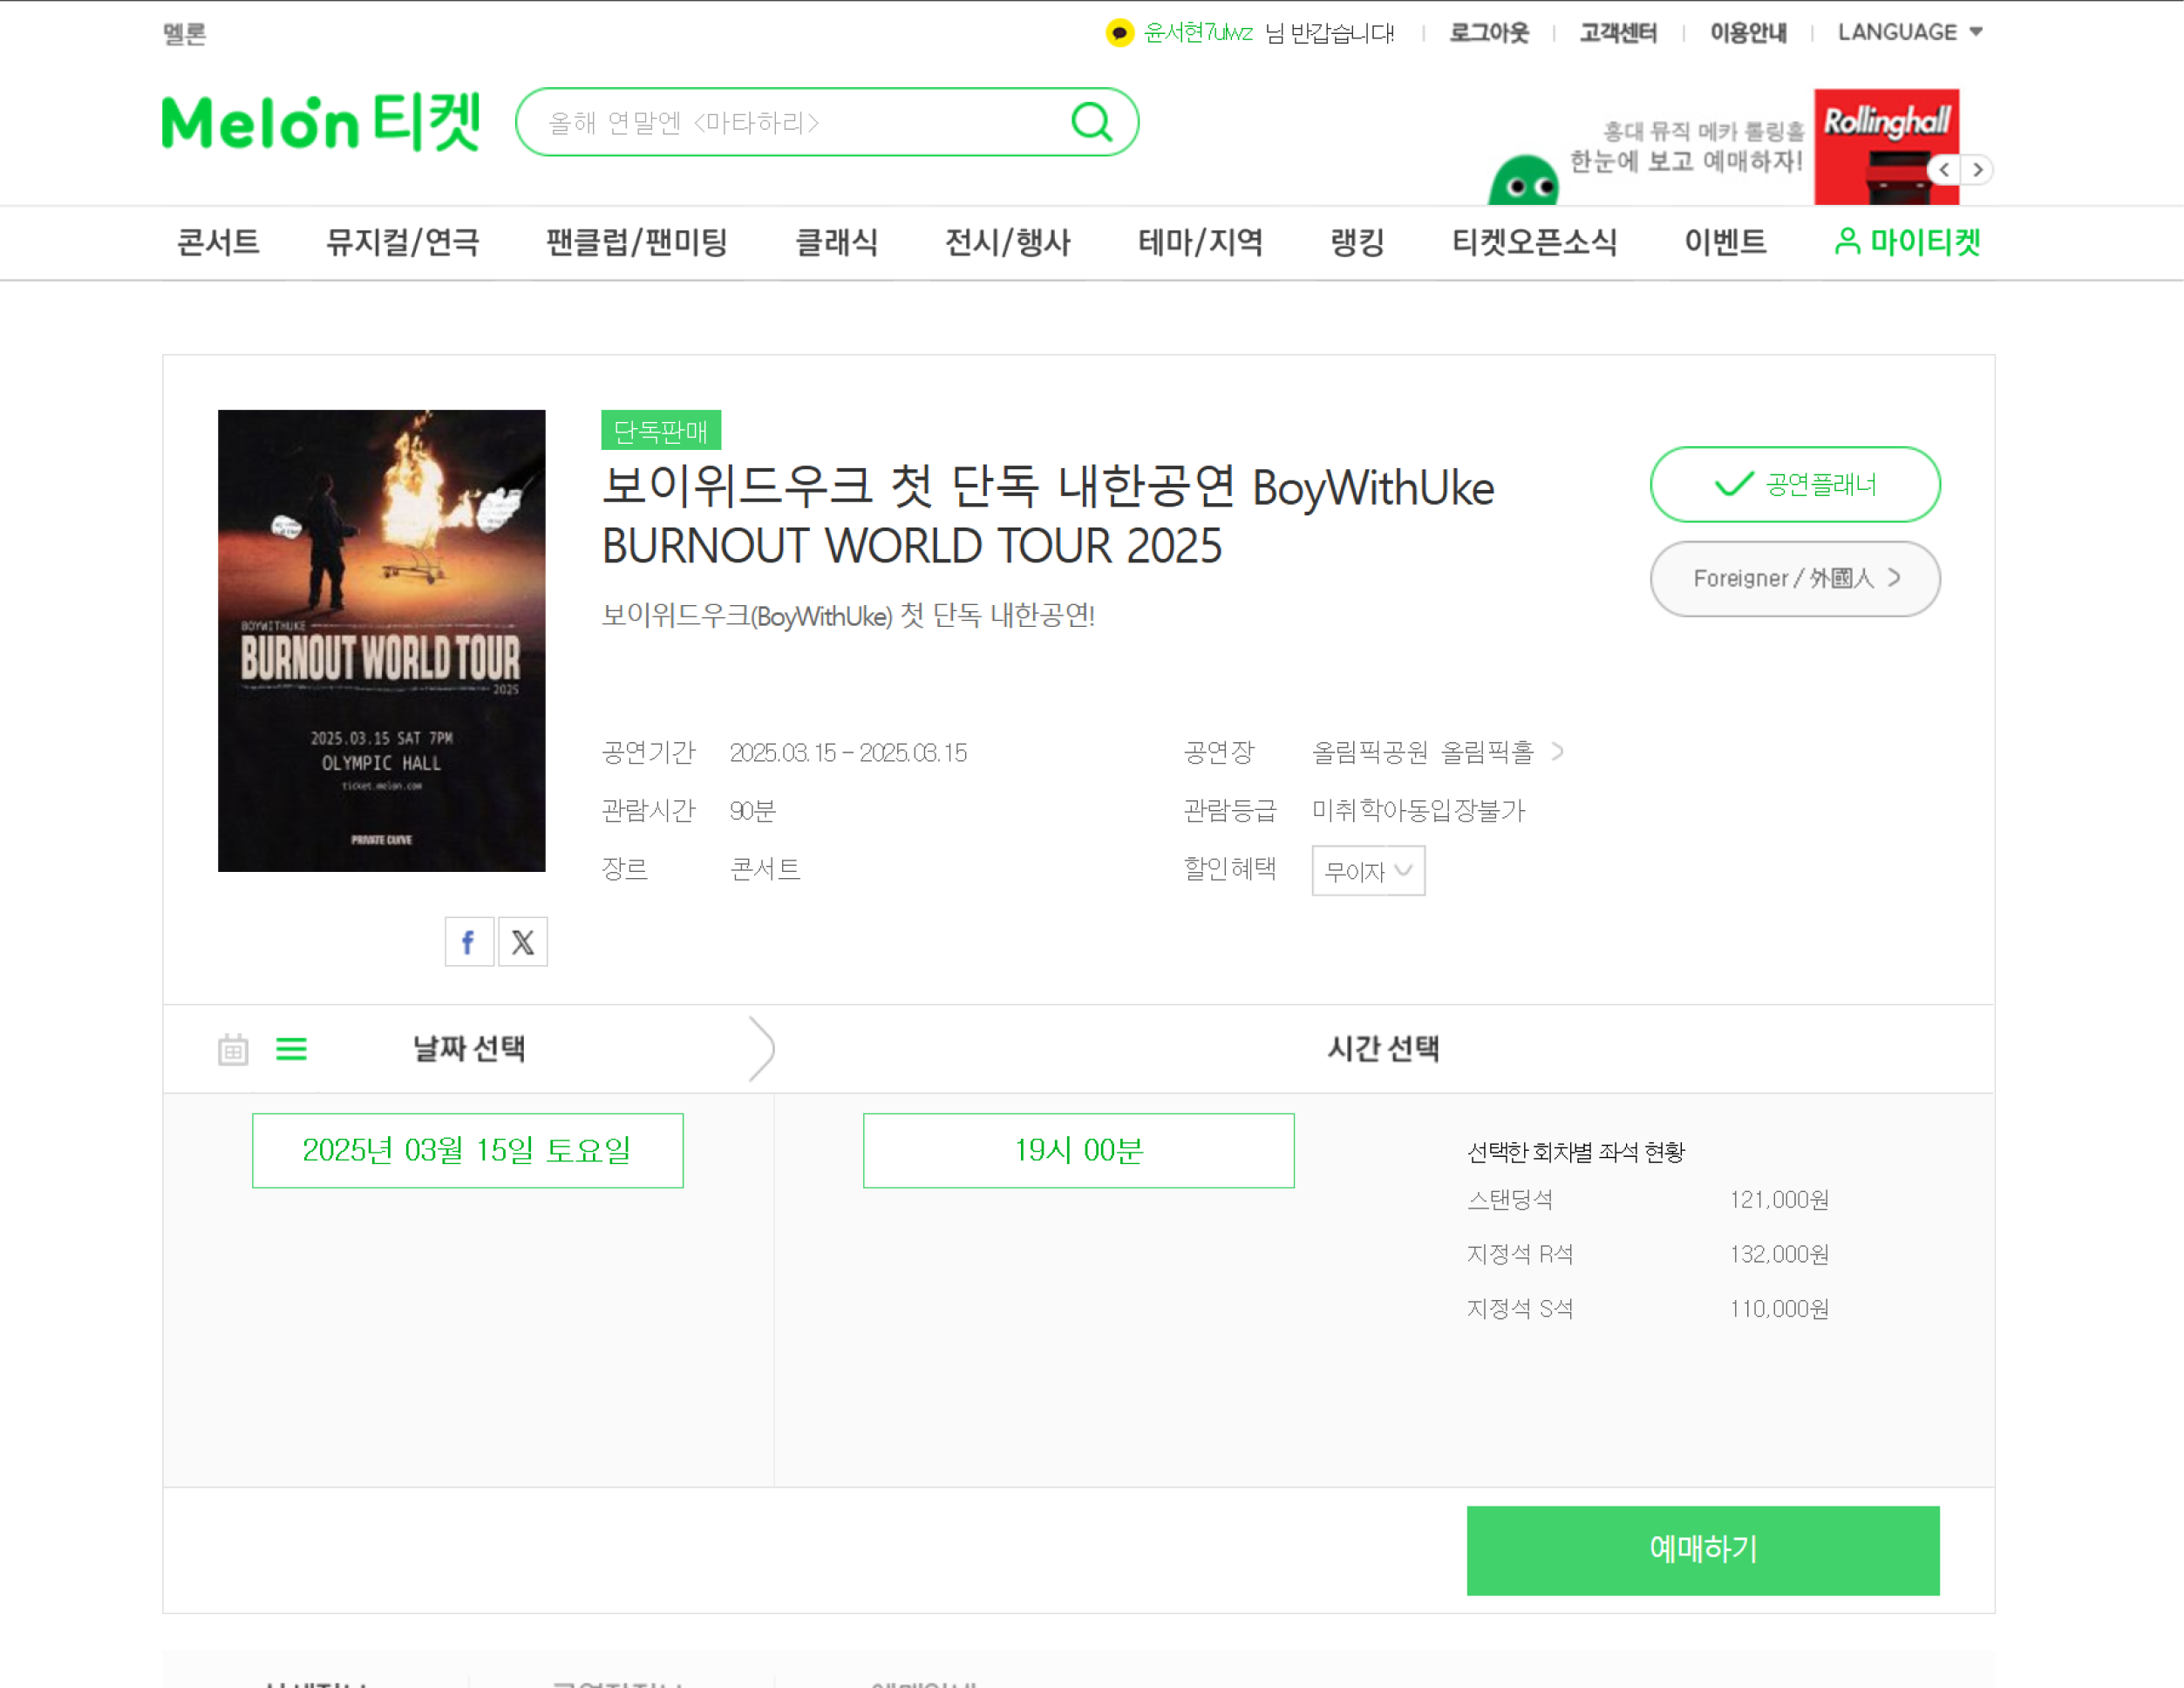 멜론
윤서현7ulwz 님 반갑습니다!
로그아웃
고객센터
이용안내
LANGUAGE
Melon 티켓
올해 연말엔 <마타하리>
홍대 뮤직 메카 롤링홀
한눈에 보고 예매하자!
Rollinghall
콘서트
뮤지컬/연극
팬클럽/팬미팅
클래식
전시/행사
테마/지역
랭킹
티켓오픈소식
이벤트
마이티켓
BOYWITHUKE
BURNOUT WORLD TOUR
2025
2025.03.15 SAT 7PM
OLYMPIC HALL
ticket.melon.com
PRIVATE CURVE
단독판매
보이위드우크 첫 단독 내한공연 BoyWithUke
BURNOUT WORLD TOUR 2025
보이위드우크(BoyWithUke) 첫 단독 내한공연!
공연플래너
Foreigner / 外國人
공연기간 2025.03.15 - 2025.03.15
공연장 올림픽공원 올림픽홀
관람시간 90분
관람등급 미취학아동입장불가
장르 콘서트
할인혜택 무이자
날짜 선택
시간 선택
2025년 03월 15일 토요일
19시 00분
선택한 회차별 좌석 현황
스탠딩석 121,000원
지정석 R석 132,000원
지정석 S석 110,000원
예매하기